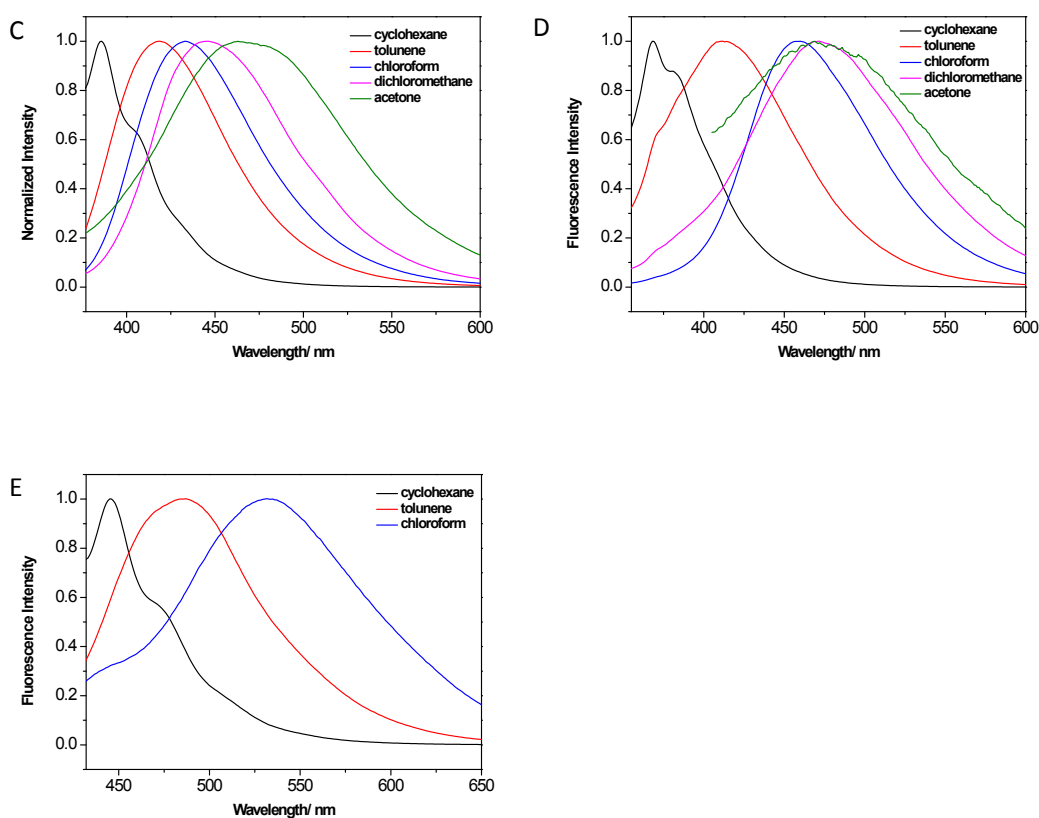 C
1.0
0.8
0.6
0.4
0.2
0.0
Normalized Intensity
400 450 500 550 600
Wavelength/ nm
cyclohexane
tolunene
chloroform
dichloromethane
acetone
D
1.0
0.8
0.6
0.4
0.2
0.0
Fluorescence Intensity
400 450 500 550 600
Wavelength/ nm
cyclohexane
tolunene
chloroform
dichloromethane
acetone
E
1.0
0.8
0.6
0.4
0.2
0.0
Fluorescence Intensity
450 500 550 600 650
Wavelength/ nm
cyclohexane
tolunene
chloroform